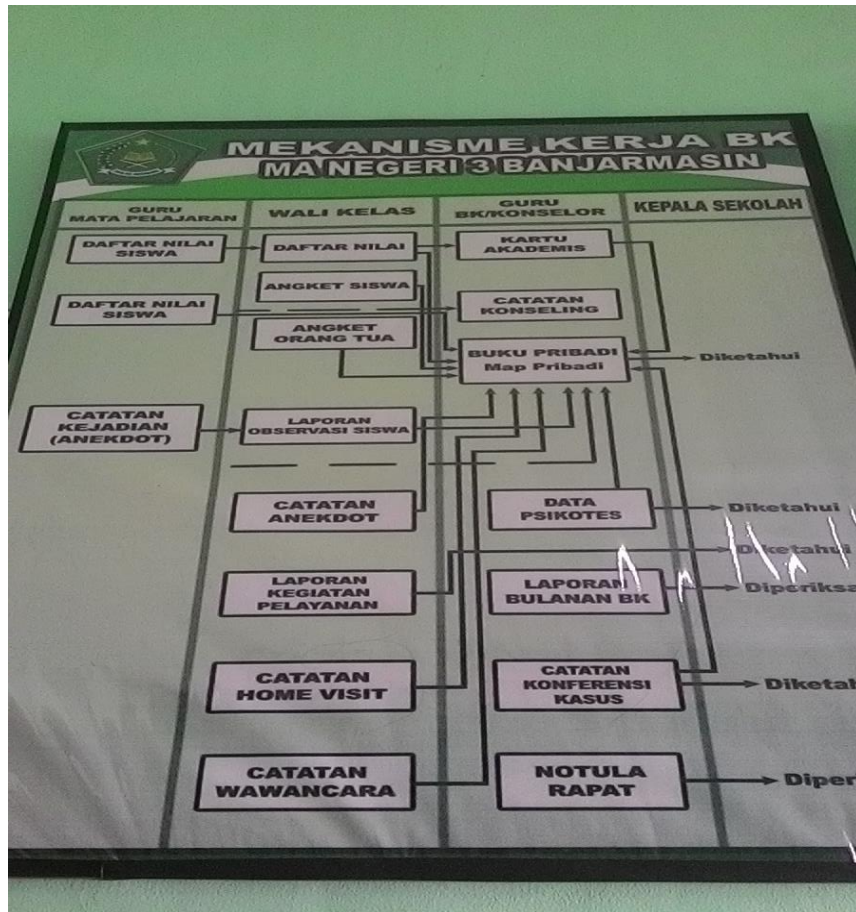 MEKANISME KERJA BK
MA NEGERI 3 BANJARMASIN
GURU
MATA PELAJARAN
WALI KELAS
GURU
BK/KONSELOR
KEPALA SEKOLAH
DAFTAR NILAI
SISWA
DAFTAR NILAI
KARTU
AKADEMIS
ANGKET SISWA
DAFTAR NILAI
SISWA
CATATAN
KONSELING
ANGKET
ORANG TUA
BUKU PRIBADI
Map Pribadi
Diketahui
CATATAN
KEJADIAN
(ANEKDOT)
LAPORAN
OBSERVASI SISWA
CATATAN
ANEKDOT
DATA
PSIKOTES
Diketahui
Diketahui
LAPORAN
KEGIATAN
PELAYANAN
LAPORAN
BULANAN BK
Diperiksa
CATATAN
HOME VISIT
CATATAN
KONFERENSI
KASUS
Diketah
CATATAN
WAWANCARA
NOTULA
RAPAT
Diper